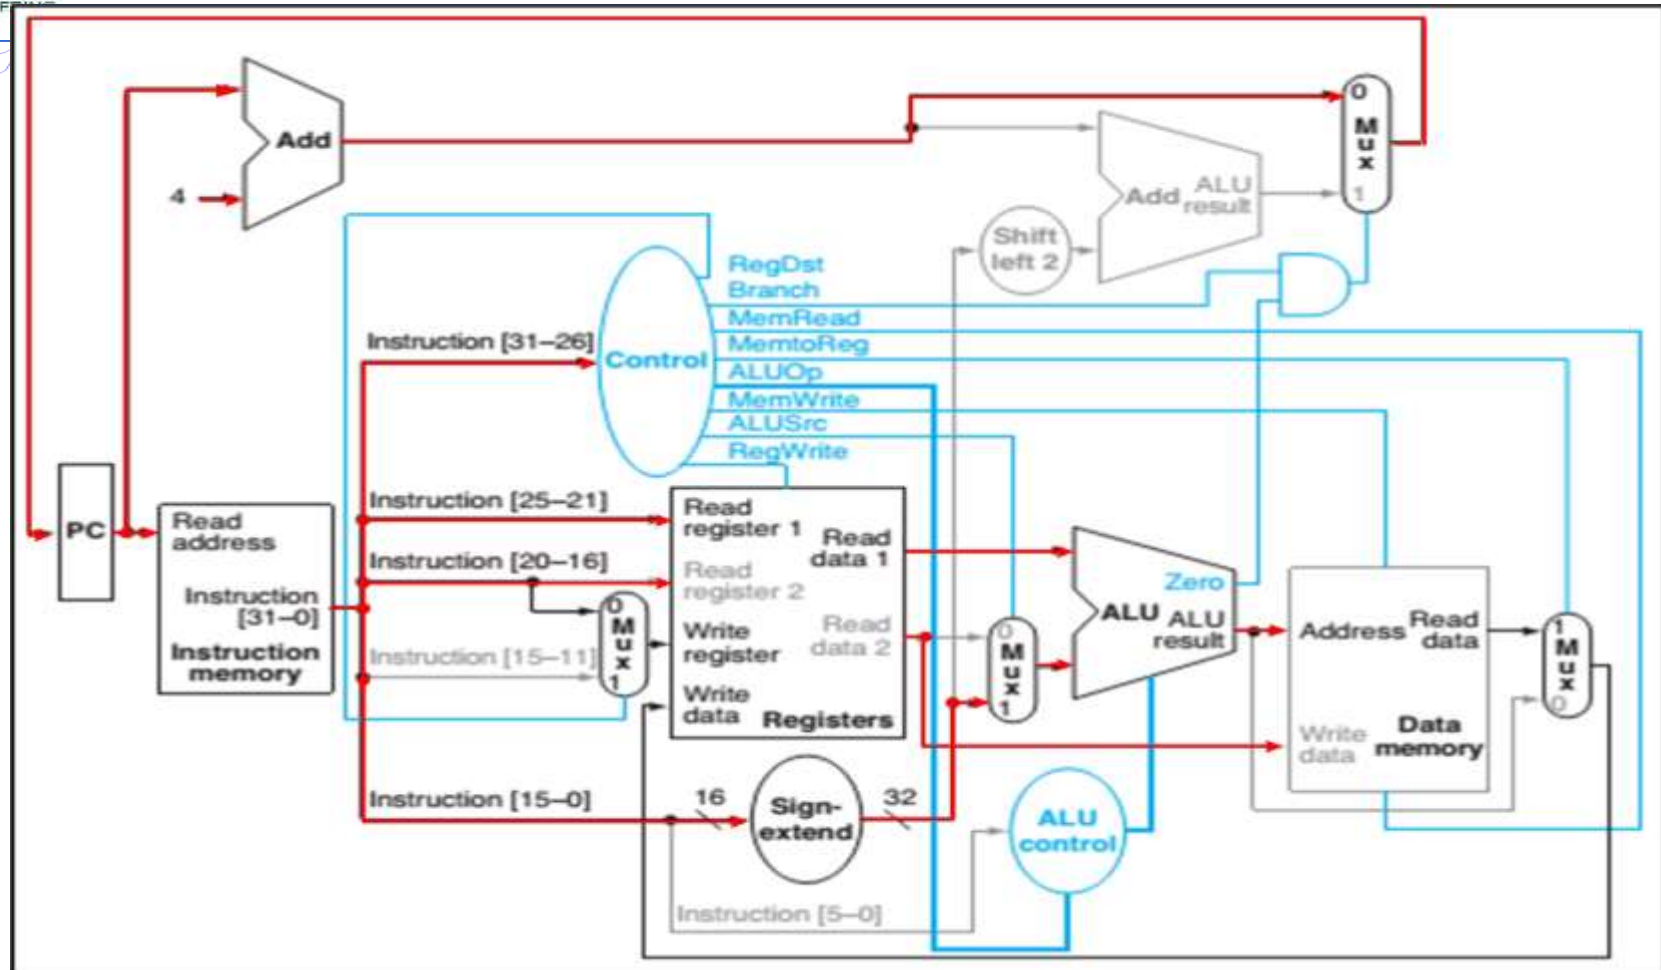 0
M
u
x
1
Add
4
Add ALU
result
Shift
left 2
RegDst
Branch
MemRead
MemtoReg
ALUOp
MemWrite
ALUSrc
RegWrite
Control
Instruction [31–26]
Instruction [25–21]
Instruction [20–16]
Instruction [15–11]
Instruction [15–0]
Instruction [5–0]
PC
Read
address
Instruction
[31–0]
Instruction
memory
0
M
u
x
1
Read
register 1
Read
register 2
Write
register
Write
data
Read
data 1
Read
data 2
Registers
16
Sign-
extend
32
0
M
u
x
1
Zero
ALU ALU
result
ALU
control
Address
Read
data
Write
data
Data
memory
1
M
u
x
0